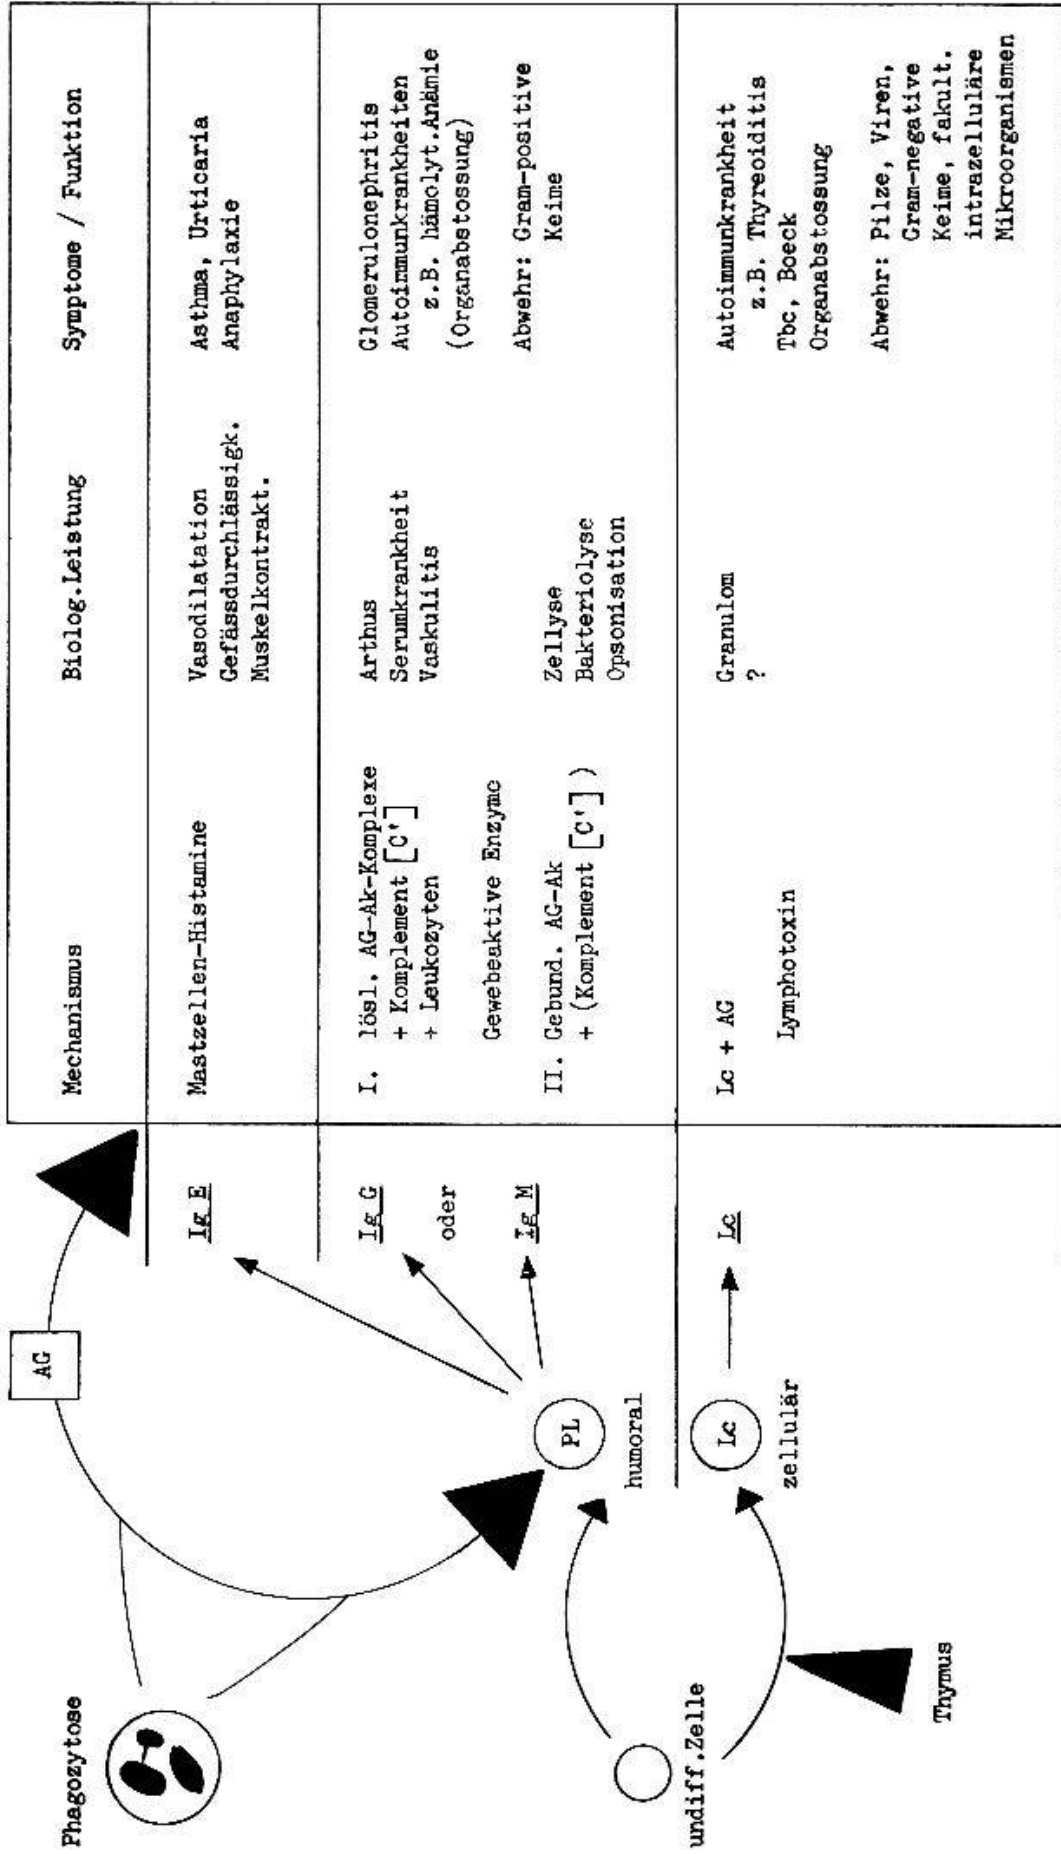 Phagozytose
AG
undiff.Zelle
Thymus
PL
humoral
Lc
zellulär
Ig E
Ig G
oder
Ig M
Lc
Mechanismus
Biolog.Leistung
Symptome / Funktion
Mastzellen-Histamine
Vasodilatation
Gefässdurchlässigk.
Muskelkontrakt.
Asthma, Urticaria
Anaphylaxie
I. lösl. AG-Ak-Komplexe
+ Komplement [C']
+ Leukozyten
Gewebeaktive Enzyme
Arthus
Serumkrankheit
Vaskulitis
Glomerulonephritis
Autoimmunkrankheiten
z.B. hämolyt.Anämie
(Organabstossung)
II. Gebund. AG-Ak
+ (Komplement [C'] )
Zellyse
Bakteriolyse
Opsonisation
Abwehr: Gram-positive
Keime
Lc + AG
Lymphotoxin
Granulom
?
Autoimmunkrankheit
z.B. Thyreoiditis
Tbc, Boeck
Organabstossung
Abwehr: Pilze, Viren,
Gram-negative
Keime, fakult.
intrazelluläre
Mikroorganismen